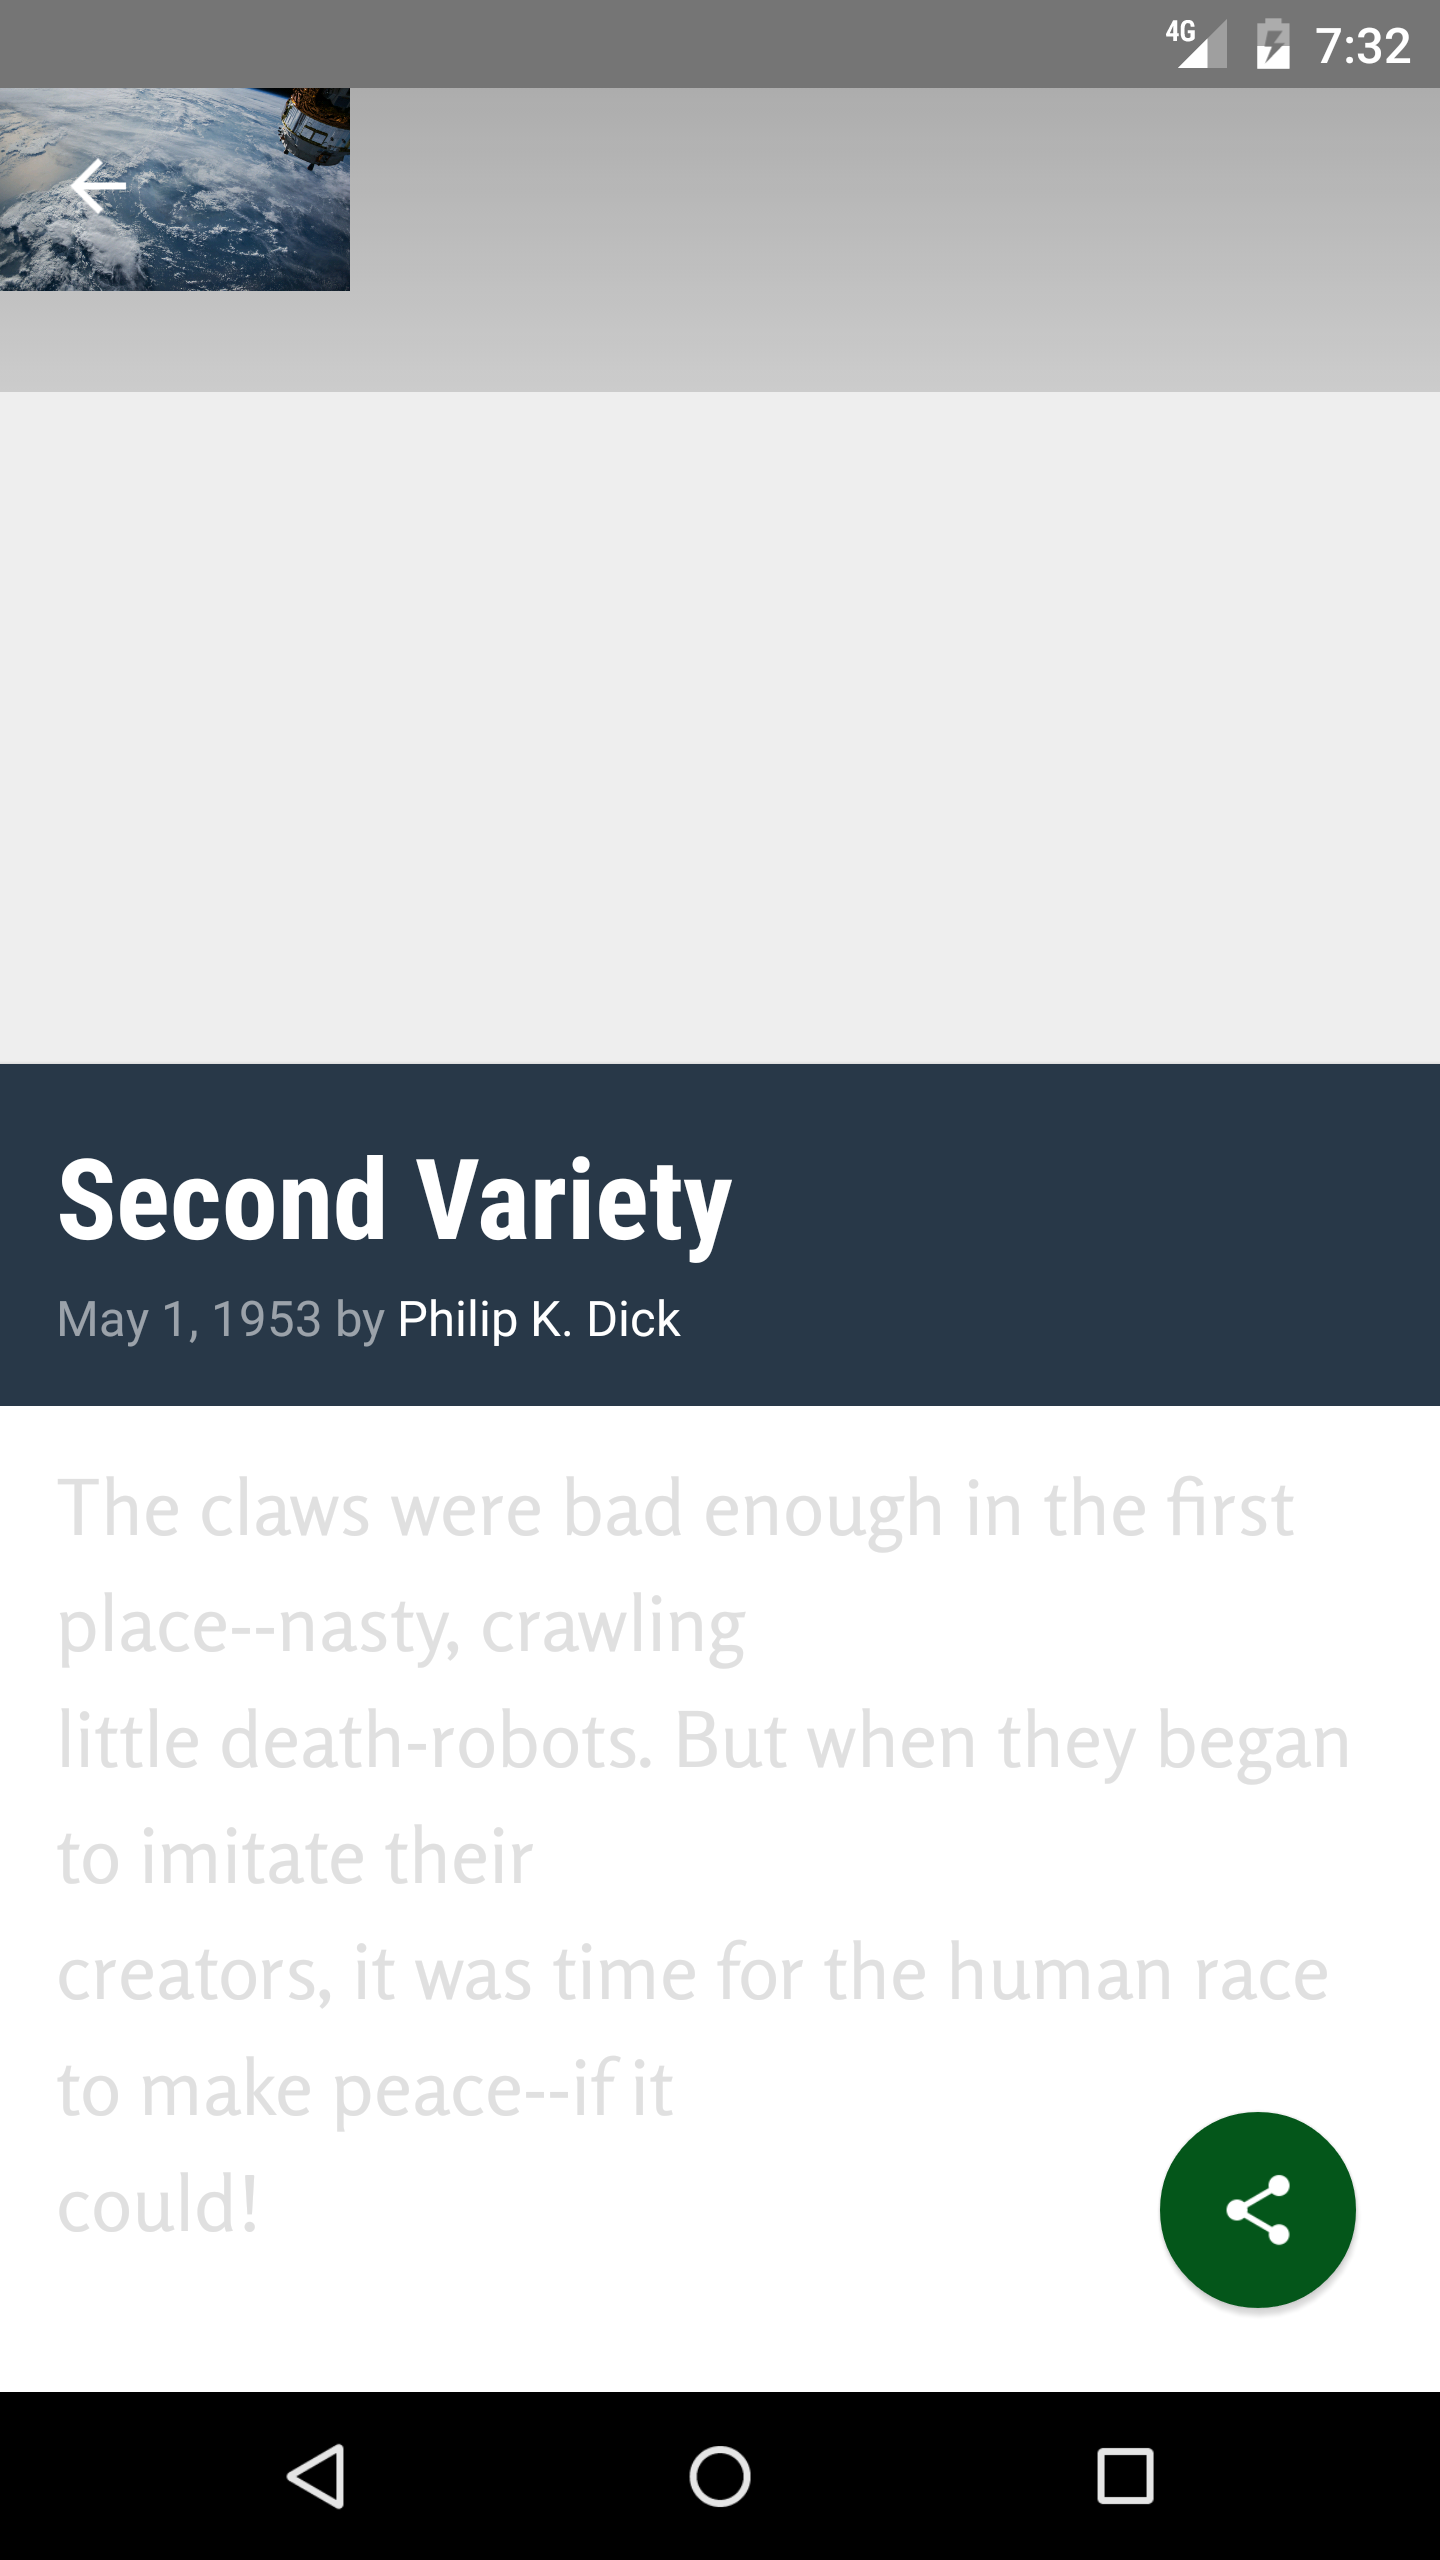 4G 7:32
Second Variety
May 1, 1953 by Philip K. Dick
The claws were bad enough in the first
place--nasty, crawling
little death-robots. But when they began
to imitate their
creators, it was time for the human race
to make peace--if it
could!